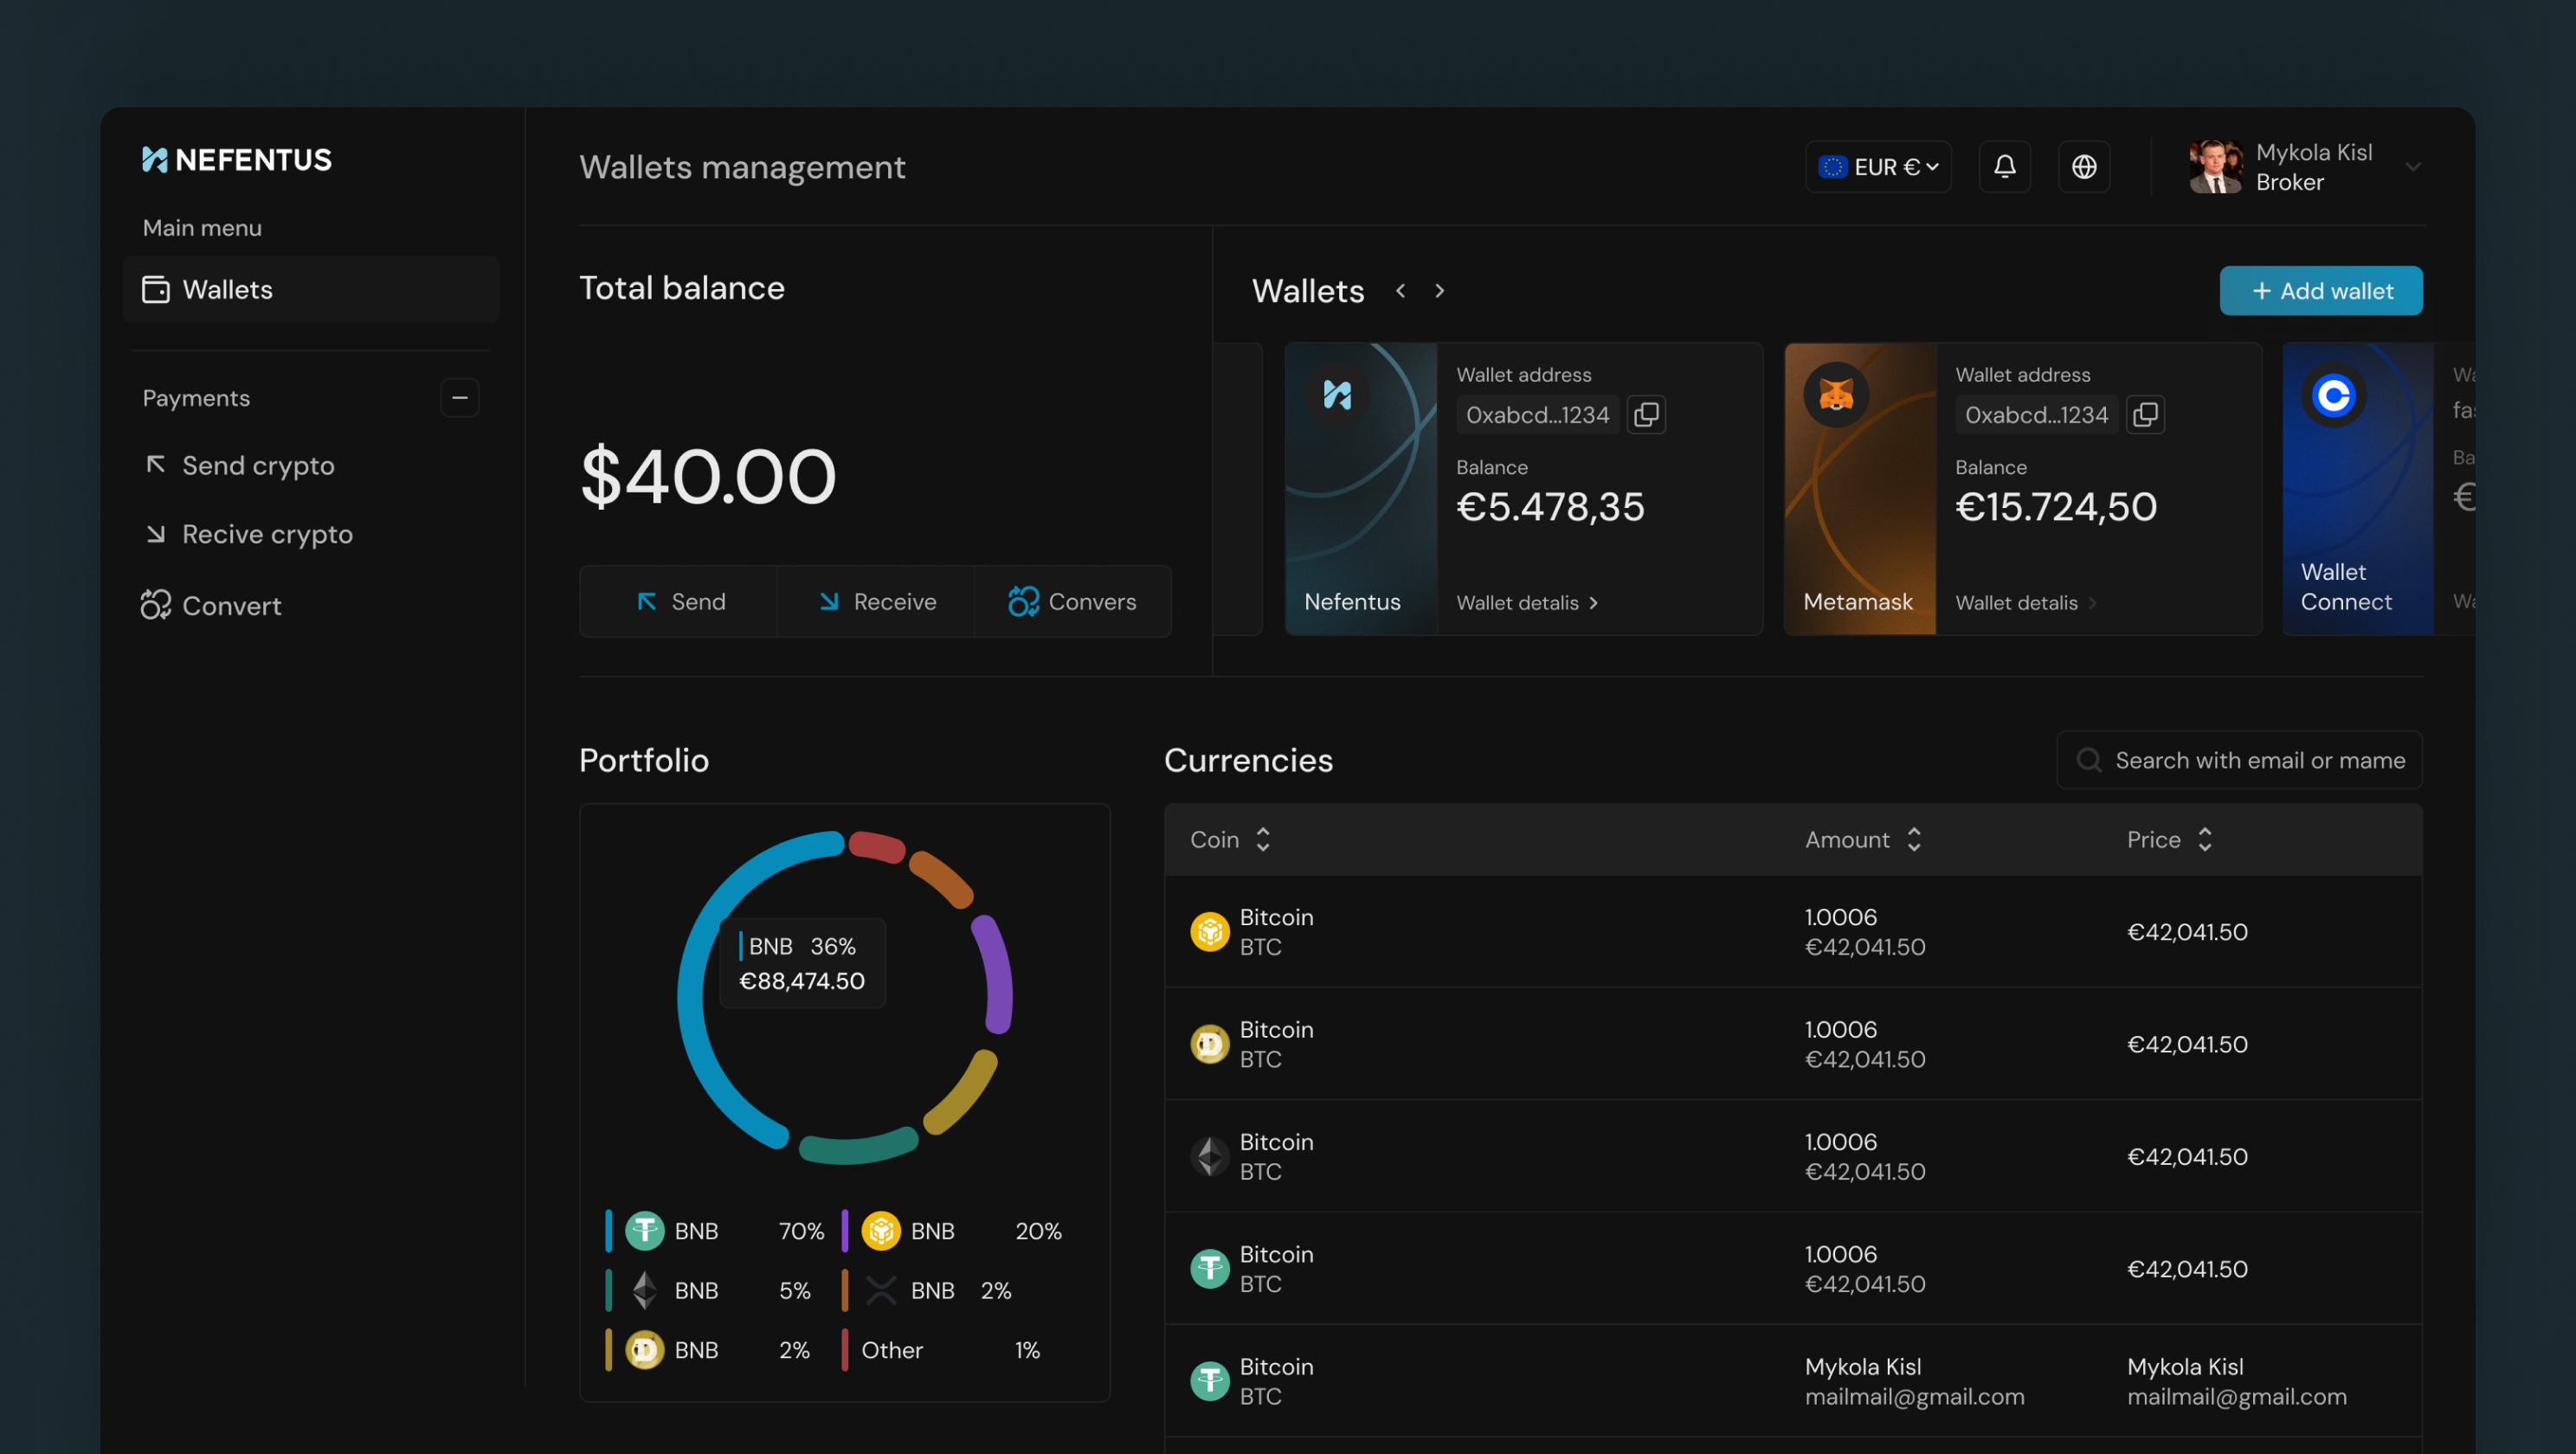 NEFENTUS
Main menu
Wallets
Payments
Send crypto
Recive crypto
Convert
Wallets management
EUR €
Mykola Kisl
Broker
Total balance
$40.00
Send
Receive
Convers
Wallets
+ Add wallet
Nefentus
Wallet address
0xabcd...1234
Balance
€5.478,35
Wallet detalis
Metamask
Wallet address
0xabcd...1234
Balance
€15.724,50
Wallet detalis
Wallet
Connect
Wa
fa
Ba
€
Wa
Portfolio
BNB 36%
€88,474.50
BNB 70%
BNB 20%
BNB 5%
BNB 2%
BNB 2%
Other 1%
Currencies
Search with email or mame
Coin Amount Price
Bitcoin
BTC
1.0006
€42,041.50
€42,041.50
Bitcoin
BTC
1.0006
€42,041.50
€42,041.50
Bitcoin
BTC
1.0006
€42,041.50
€42,041.50
Bitcoin
BTC
1.0006
€42,041.50
€42,041.50
Bitcoin
BTC
Mykola Kisl
mailmail@gmail.com
Mykola Kisl
mailmail@gmail.com